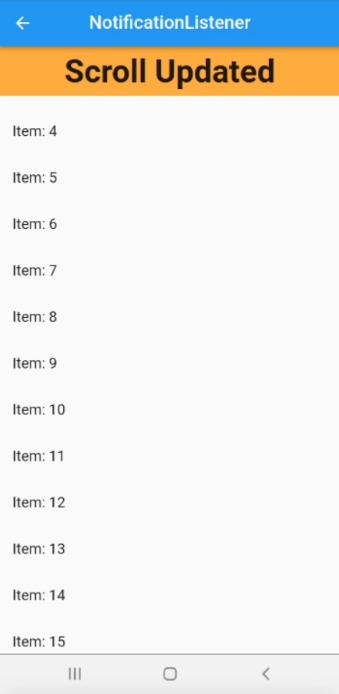 NotificationListener
Scroll Updated
Item: 4
Item: 5
Item: 6
Item: 7
Item: 8
Item: 9
Item: 10
Item: 11
Item: 12
Item: 13
Item: 14
Item: 15